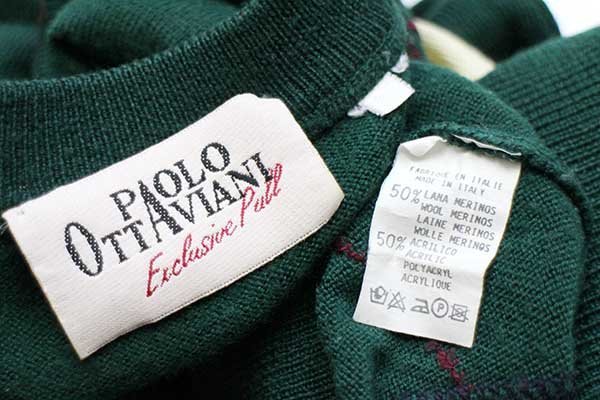 PAOLO
OTTAVIANI
Exclusive Pull
FABRIQUE EN ITALIE
MADE IN ITALY
50% LANA MERINOS
WOOL MERINOS
LAINE MERINOS
WOLLE MERINOS
50% ACRILICO
ACRYLIC
POLYACRYL
ACRYLIQUE